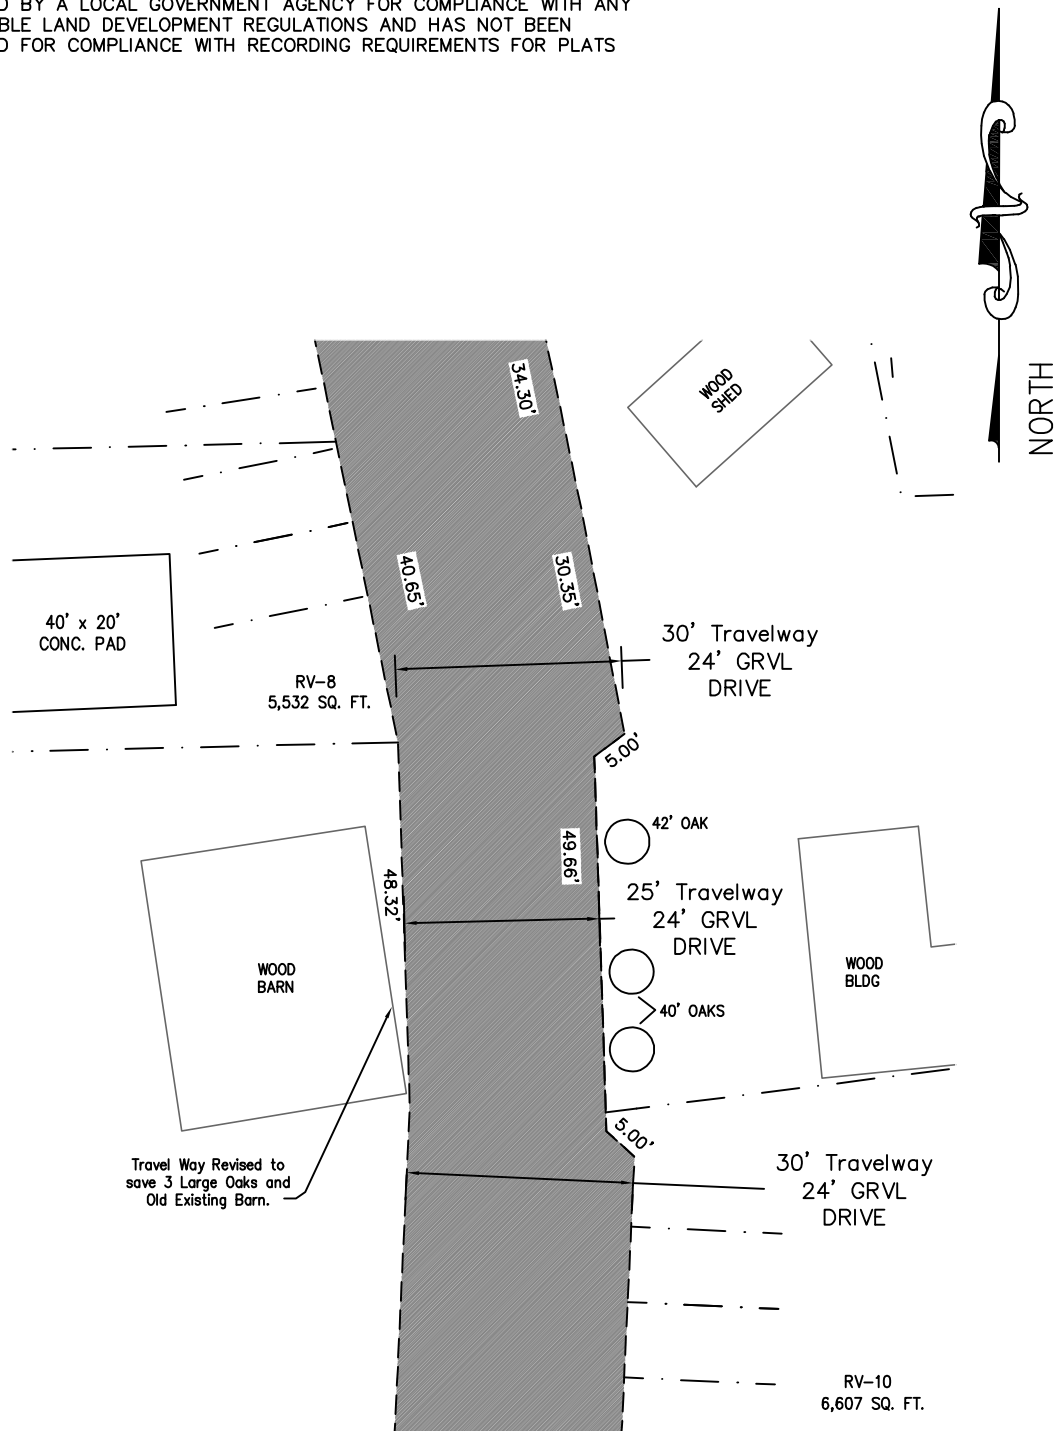 BY A LOCAL GOVERNMENT AGENCY FOR COMPLIANCE WITH ANY
LAND DEVELOPMENT REGULATIONS AND HAS NOT BEEN
FOR COMPLIANCE WITH RECORDING REQUIREMENTS FOR PLATS
NORTH
34.30'
WOOD
SHED
40.65'
30.35'
40' x 20'
CONC. PAD
30' Travelway
24' GRVL
DRIVE
RV-8
5,532 SQ. FT.
5.00'
42' OAK
49.66'
48.32'
25' Travelway
24' GRVL
DRIVE
WOOD
BARN
WOOD
BLDG
40' OAKS
5.00'
Travel Way Revised to
save 3 Large Oaks and
Old Existing Barn.
30' Travelway
24' GRVL
DRIVE
RV-10
6,607 SQ. FT.